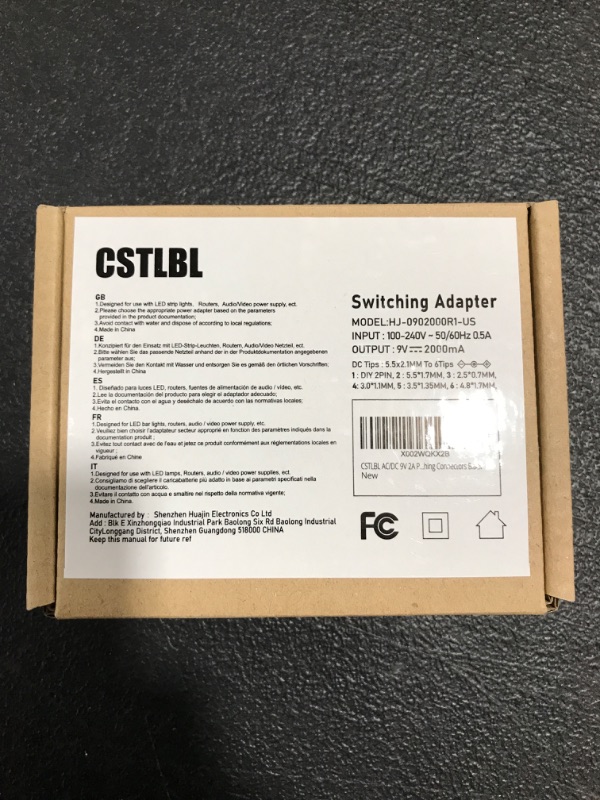 CSTLBL
GB
1.Designed for use with LED strip lights, Routers, Audio/Video power supply, ect.
2.Please choose the appropriate power adapter based on the parameters
provided in the product documentation;
3.Avoid contact with water and dispose of according to local regulations;
4.Made in China
DE
1.Konzipiert für den Einsatz mit LED-Strip-Leuchten, Routern, Audio/Video Netzteil, ect.
2.Bitte wählen Sie das passende Netzteil anhand der in der Produktdokumentation angegebenen
parameter aus;
3.Vermeiden Sie den Kontakt mit Wasser und entsorgen Sie es gemäß den örtlichen Vorschriften;
4.Hergestellt in China
ES
1. Diseñado para luces LED, routers, fuentes de alimentación de audio / vídeo, etc.
2.Lee la documentación del producto para elegir el adaptador adecuado;
3.Evite el contacto con el agua y deséchalo de acuerdo con las normativas locales;
4.Hecho en China.
FR
1.Designed for LED bar lights, routers, audio / video power supply, etc.
2.Veuillez bien choisir l'adaptateur secteur approprié en fonction des paramètres indiqués dans la
documentation produit ;
3.Evitez tout contact avec de l'eau et jetez ce produit conformément aux réglementations locales en
vigueur;
4.Fabriqué en Chine
IT
1.Designed for use with LED lamps, Routers, audio / video power supplies, ect.
2.Consigliamo di scegliere il caricabatterie più adatto in base ai parametri specificati nella
documentazione dell'articolo.
3.Evitare il contatto con acqua e smaltire nel rispetto della normativa vigente;
4.Made in China.
Manufactured by : Shenzhen Huajin Electronics Co Ltd
Add : Blk E Xinzhongqiao Industrial Park Baolong Six Rd Baolong Industrial
CityLonggang District, Shenzhen Guangdong 518000 CHINA
Keep this manual for future ref
Switching Adapter
MODEL:HJ-0902000R1-US
INPUT : 100-240V ~ 50/60Hz 0.5A
OUTPUT : 9V 2000mA
DC Tips : 5.5x2.1MM To 6Tips
1 : DIY 2PIN, 2 : 5.5*1.7MM, 3 : 2.5*0.7MM,
4: 3.0*1.1MM, 5 : 3.5*1.35MM, 6 : 4.8*1.7MM,
X002WQKX2B
CSTLBL AC/DC 9V 2A Connectors
New
FC